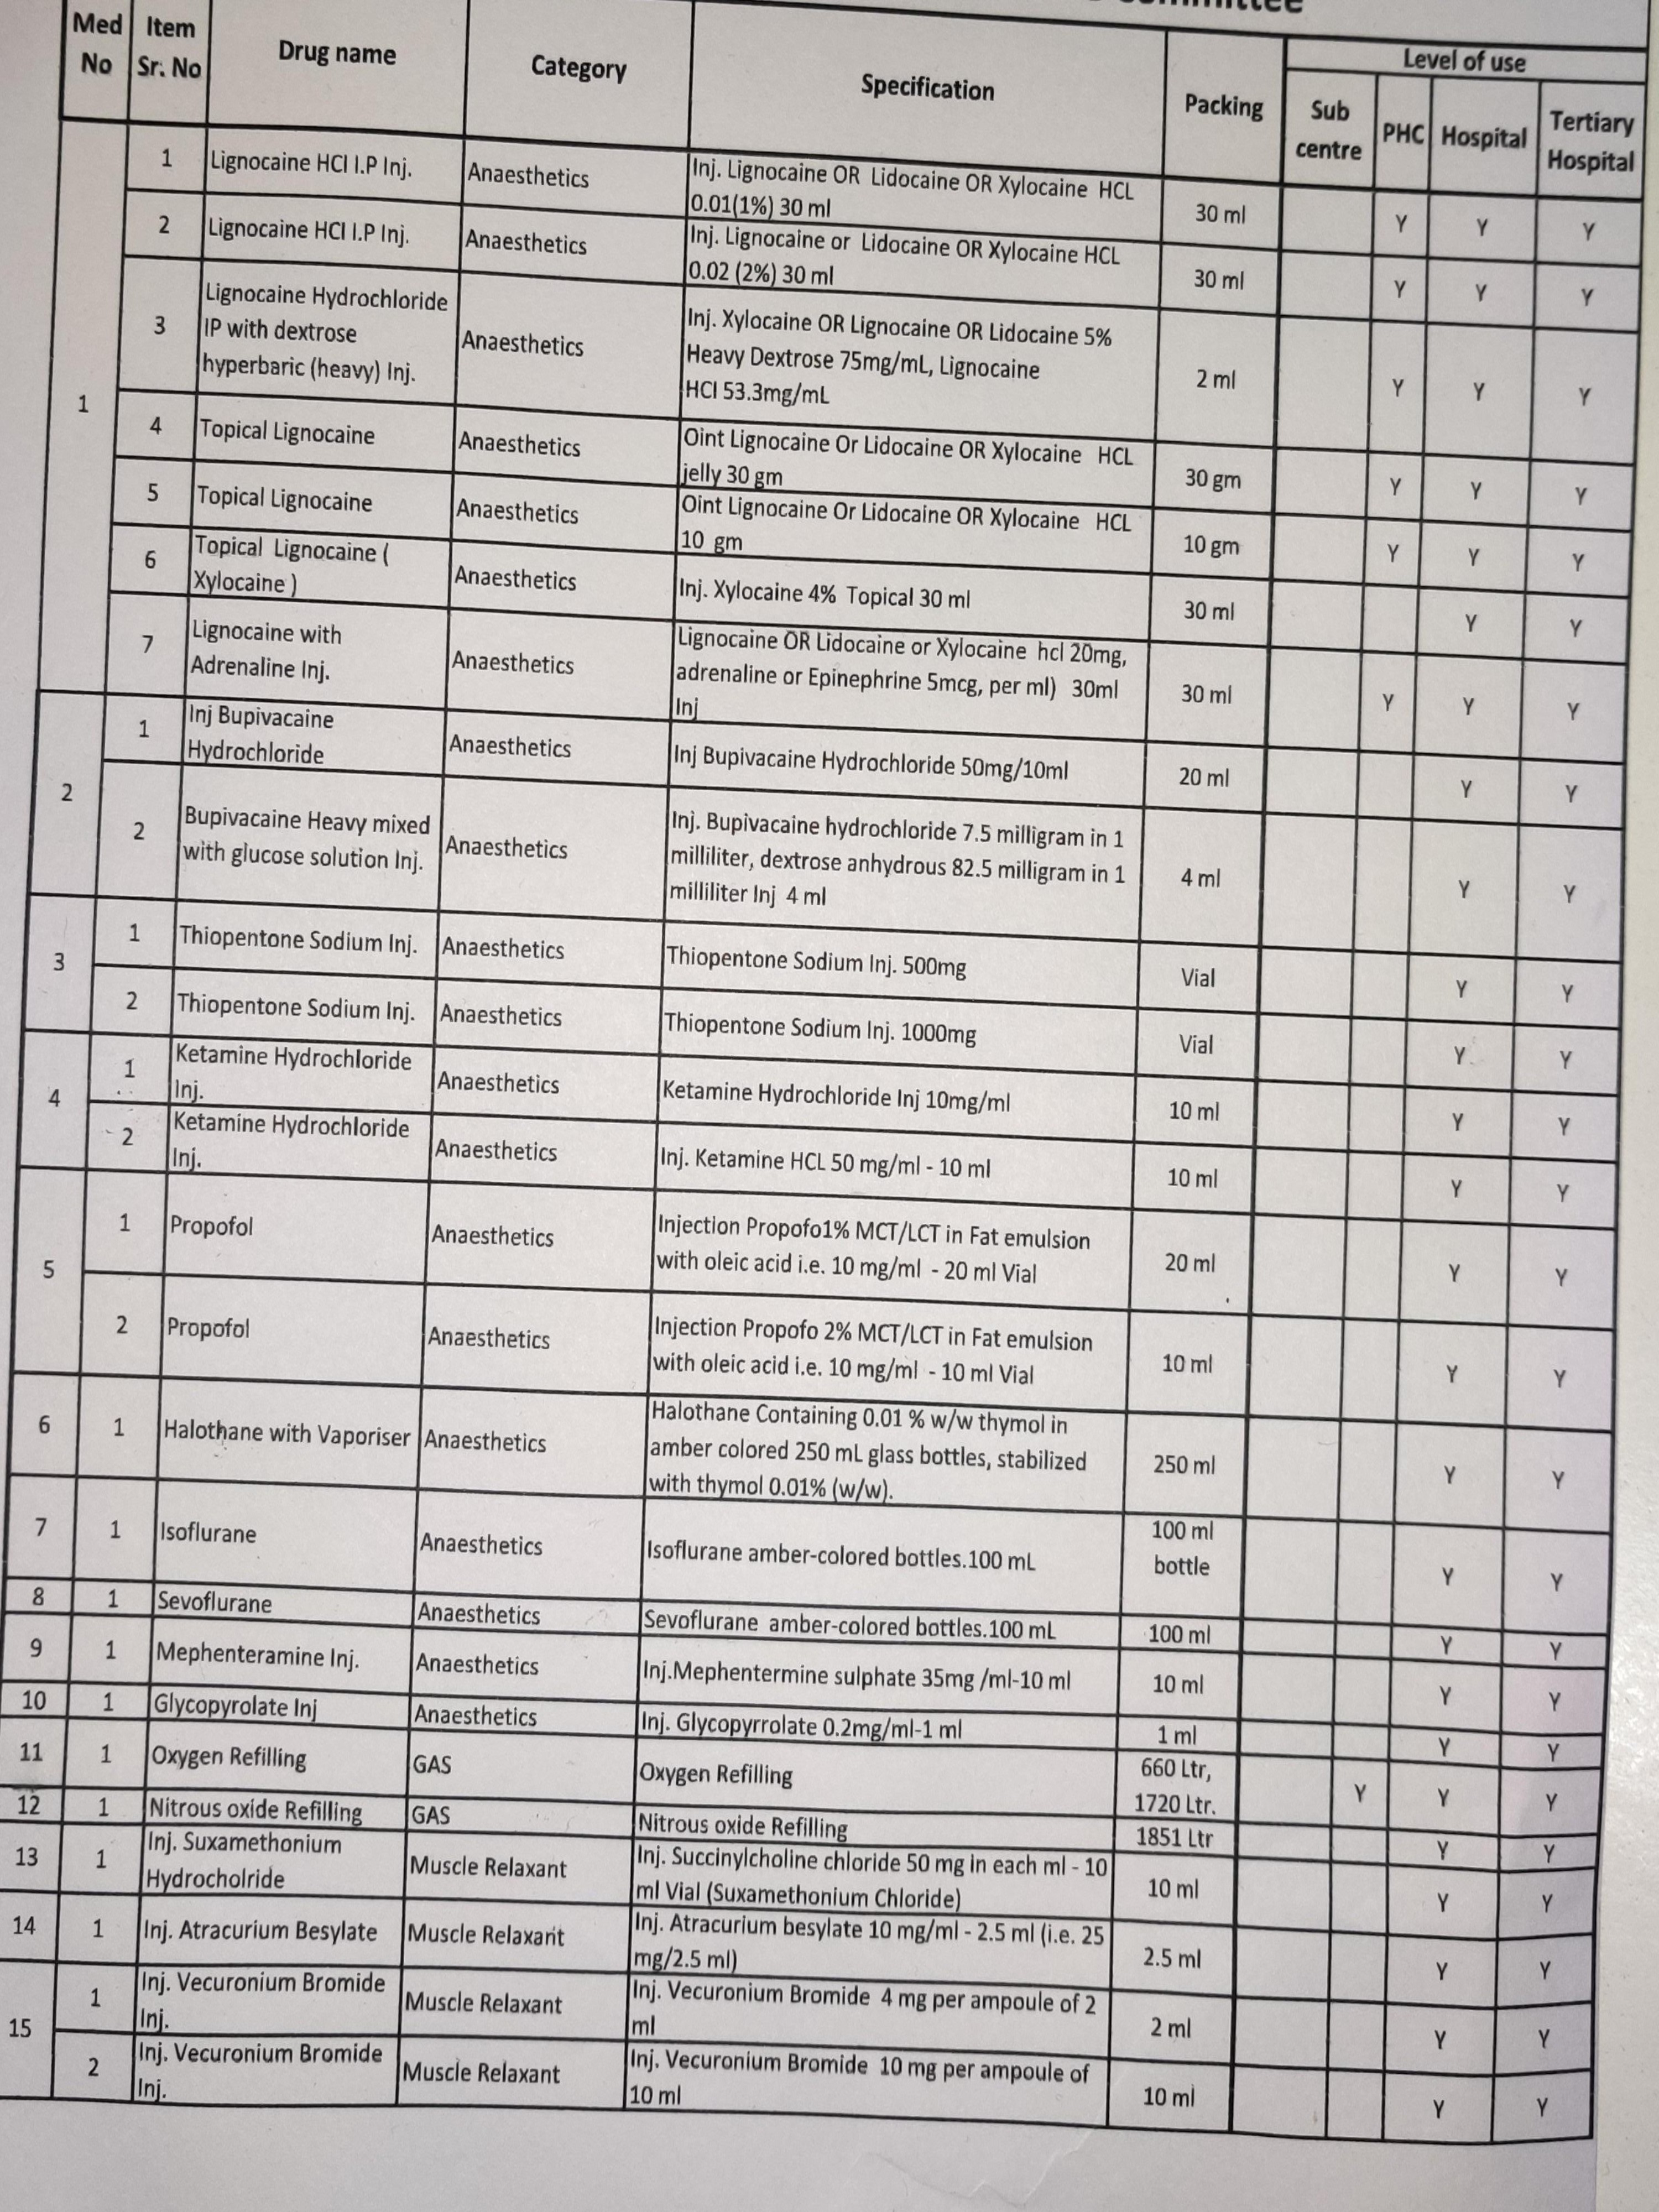 Level of use
Med No | Item Sr. No | Drug name | Category | Specification | Packing | Sub centre | PHC | Hospital | Tertiary Hospital
1 | 1 | Lignocaine HCl I.P Inj. | Anaesthetics | Inj. Lignocaine OR Lidocaine OR Xylocaine HCL 0.01(1%) 30 ml | 30 ml | | Y | Y | Y
2 | Lignocaine HCl I.P Inj. | Anaesthetics | Inj. Lignocaine or Lidocaine OR Xylocaine HCL 0.02 (2%) 30 ml | 30 ml | | Y | Y | Y
3 | Lignocaine Hydrochloride IP with dextrose hyperbaric (heavy) Inj. | Anaesthetics | Inj. Xylocaine OR Lignocaine OR Lidocaine 5% Heavy Dextrose 75mg/mL, Lignocaine HCl 53.3mg/mL | 2 ml | | Y | Y | Y
4 | Topical Lignocaine | Anaesthetics | Oint Lignocaine Or Lidocaine OR Xylocaine HCL jelly 30 gm | 30 gm | | Y | Y | Y
5 | Topical Lignocaine | Anaesthetics | Oint Lignocaine Or Lidocaine OR Xylocaine HCL 10 gm | 10 gm | | Y | Y | Y
6 | Topical Lignocaine ( Xylocaine ) | Anaesthetics | Inj. Xylocaine 4% Topical 30 ml | 30 ml | | | Y | Y
7 | Lignocaine with Adrenaline Inj. | Anaesthetics | Lignocaine OR Lidocaine or Xylocaine hcl 20mg, adrenaline or Epinephrine 5mcg, per ml) 30ml Inj | 30 ml | | Y | Y | Y
2 | 1 | Inj Bupivacaine Hydrochloride | Anaesthetics | Inj Bupivacaine Hydrochloride 50mg/10ml | 20 ml | | | Y | Y
2 | Bupivacaine Heavy mixed with glucose solution Inj. | Anaesthetics | Inj. Bupivacaine hydrochloride 7.5 milligram in 1 milliliter, dextrose anhydrous 82.5 milligram in 1 milliliter Inj 4 ml | 4 ml | | | Y | Y
3 | 1 | Thiopentone Sodium Inj. | Anaesthetics | Thiopentone Sodium Inj. 500mg | Vial | | | Y | Y
2 | Thiopentone Sodium Inj. | Anaesthetics | Thiopentone Sodium Inj. 1000mg | Vial | | | Y | Y
4 | 1 | Ketamine Hydrochloride Inj. | Anaesthetics | Ketamine Hydrochloride Inj 10mg/ml | 10 ml | | | Y | Y
2 | Ketamine Hydrochloride Inj. | Anaesthetics | Inj. Ketamine HCL 50 mg/ml - 10 ml | 10 ml | | | Y | Y
5 | 1 | Propofol | Anaesthetics | Injection Propofo1% MCT/LCT in Fat emulsion with oleic acid i.e. 10 mg/ml - 20 ml Vial | 20 ml | | | Y | Y
2 | Propofol | Anaesthetics | Injection Propofo 2% MCT/LCT in Fat emulsion with oleic acid i.e. 10 mg/ml - 10 ml Vial | 10 ml | | | Y | Y
6 | 1 | Halothane with Vaporiser | Anaesthetics | Halothane Containing 0.01 % w/w thymol in amber colored 250 mL glass bottles, stabilized with thymol 0.01% (w/w). | 250 ml | | | Y | Y
7 | 1 | Isoflurane | Anaesthetics | Isoflurane amber-colored bottles.100 mL | 100 ml bottle | | | Y | Y
8 | 1 | Sevoflurane | Anaesthetics | Sevoflurane amber-colored bottles.100 mL | 100 ml | | | Y | Y
9 | 1 | Mephenteramine Inj. | Anaesthetics | Inj.Mephentermine sulphate 35mg /ml-10 ml | 10 ml | | | Y | Y
10 | 1 | Glycopyrolate Inj | Anaesthetics | Inj. Glycopyrrolate 0.2mg/ml-1 ml | 1 ml | | | Y | Y
11 | 1 | Oxygen Refilling | GAS | Oxygen Refilling | 660 Ltr, 1720 Ltr. | | Y | Y | Y
12 | 1 | Nitrous oxide Refilling | GAS | Nitrous oxide Refilling | 1851 Ltr | | | Y | Y
13 | 1 | Inj. Suxamethonium Hydrocholride | Muscle Relaxant | Inj. Succinylcholine chloride 50 mg in each ml - 10 ml Vial (Suxamethonium Chloride) | 10 ml | | | Y | Y
14 | 1 | Inj. Atracurium Besylate | Muscle Relaxant | Inj. Atracurium besylate 10 mg/ml - 2.5 ml (i.e. 25 mg/2.5 ml) | 2.5 ml | | | Y | Y
15 | 1 | Inj. Vecuronium Bromide Inj. | Muscle Relaxant | Inj. Vecuronium Bromide 4 mg per ampoule of 2 ml | 2 ml | | | Y | Y
2 | Inj. Vecuronium Bromide Inj. | Muscle Relaxant | Inj. Vecuronium Bromide 10 mg per ampoule of 10 ml | 10 ml | | | Y | Y